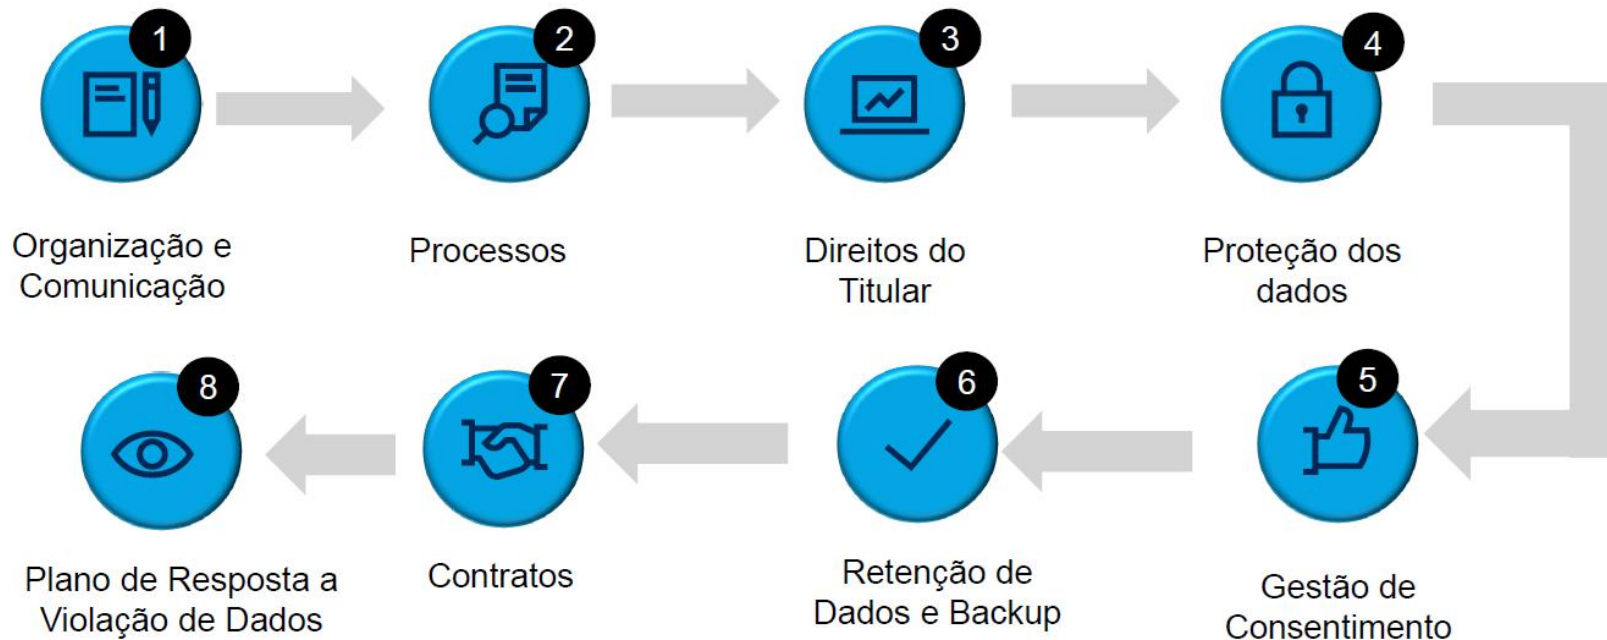 1
Organização e
Comunicação
2
Processos
3
Direitos do
Titular
4
Proteção dos
dados
5
Gestão de
Consentimento
6
Retenção de
Dados e Backup
7
Contratos
8
Plano de Resposta a
Violação de Dados